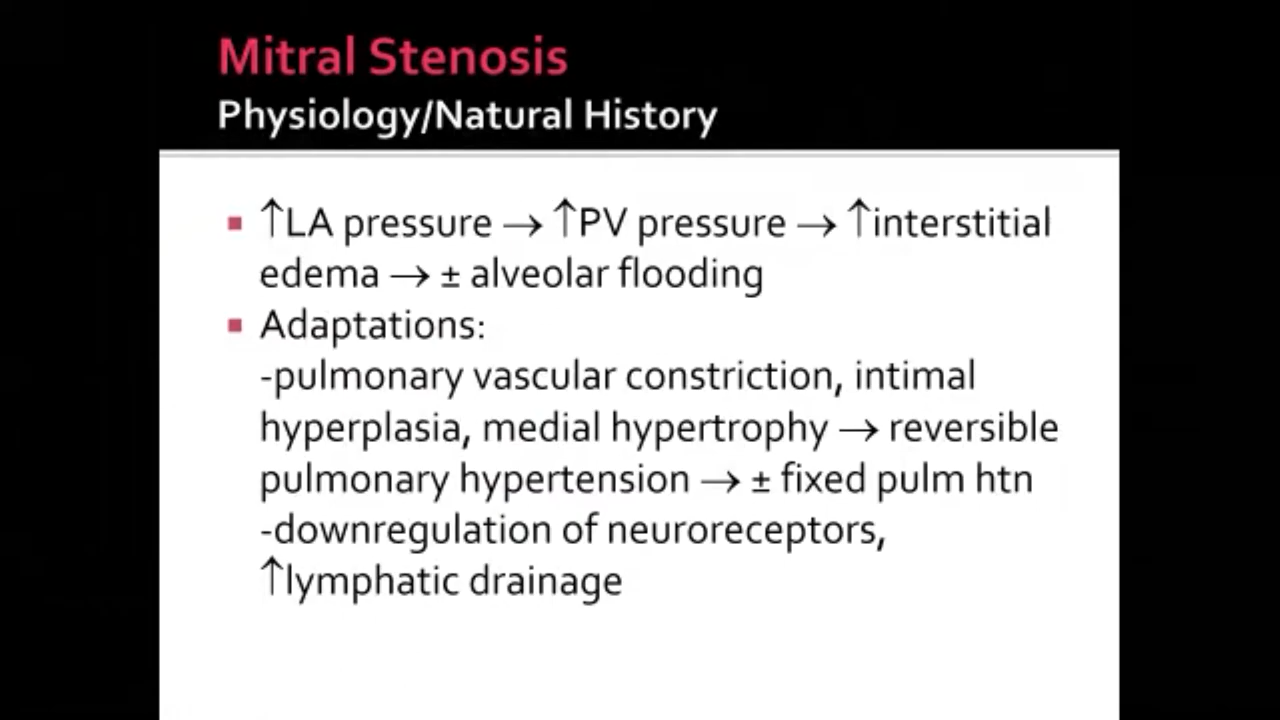 Mitral Stenosis
Physiology/Natural History
▪ ↑LA pressure → ↑PV pressure → ↑interstitial
edema → ± alveolar flooding
▪ Adaptations:
-pulmonary vascular constriction, intimal
hyperplasia, medial hypertrophy → reversible
pulmonary hypertension → ± fixed pulm htn
-downregulation of neuroreceptors,
↑lymphatic drainage